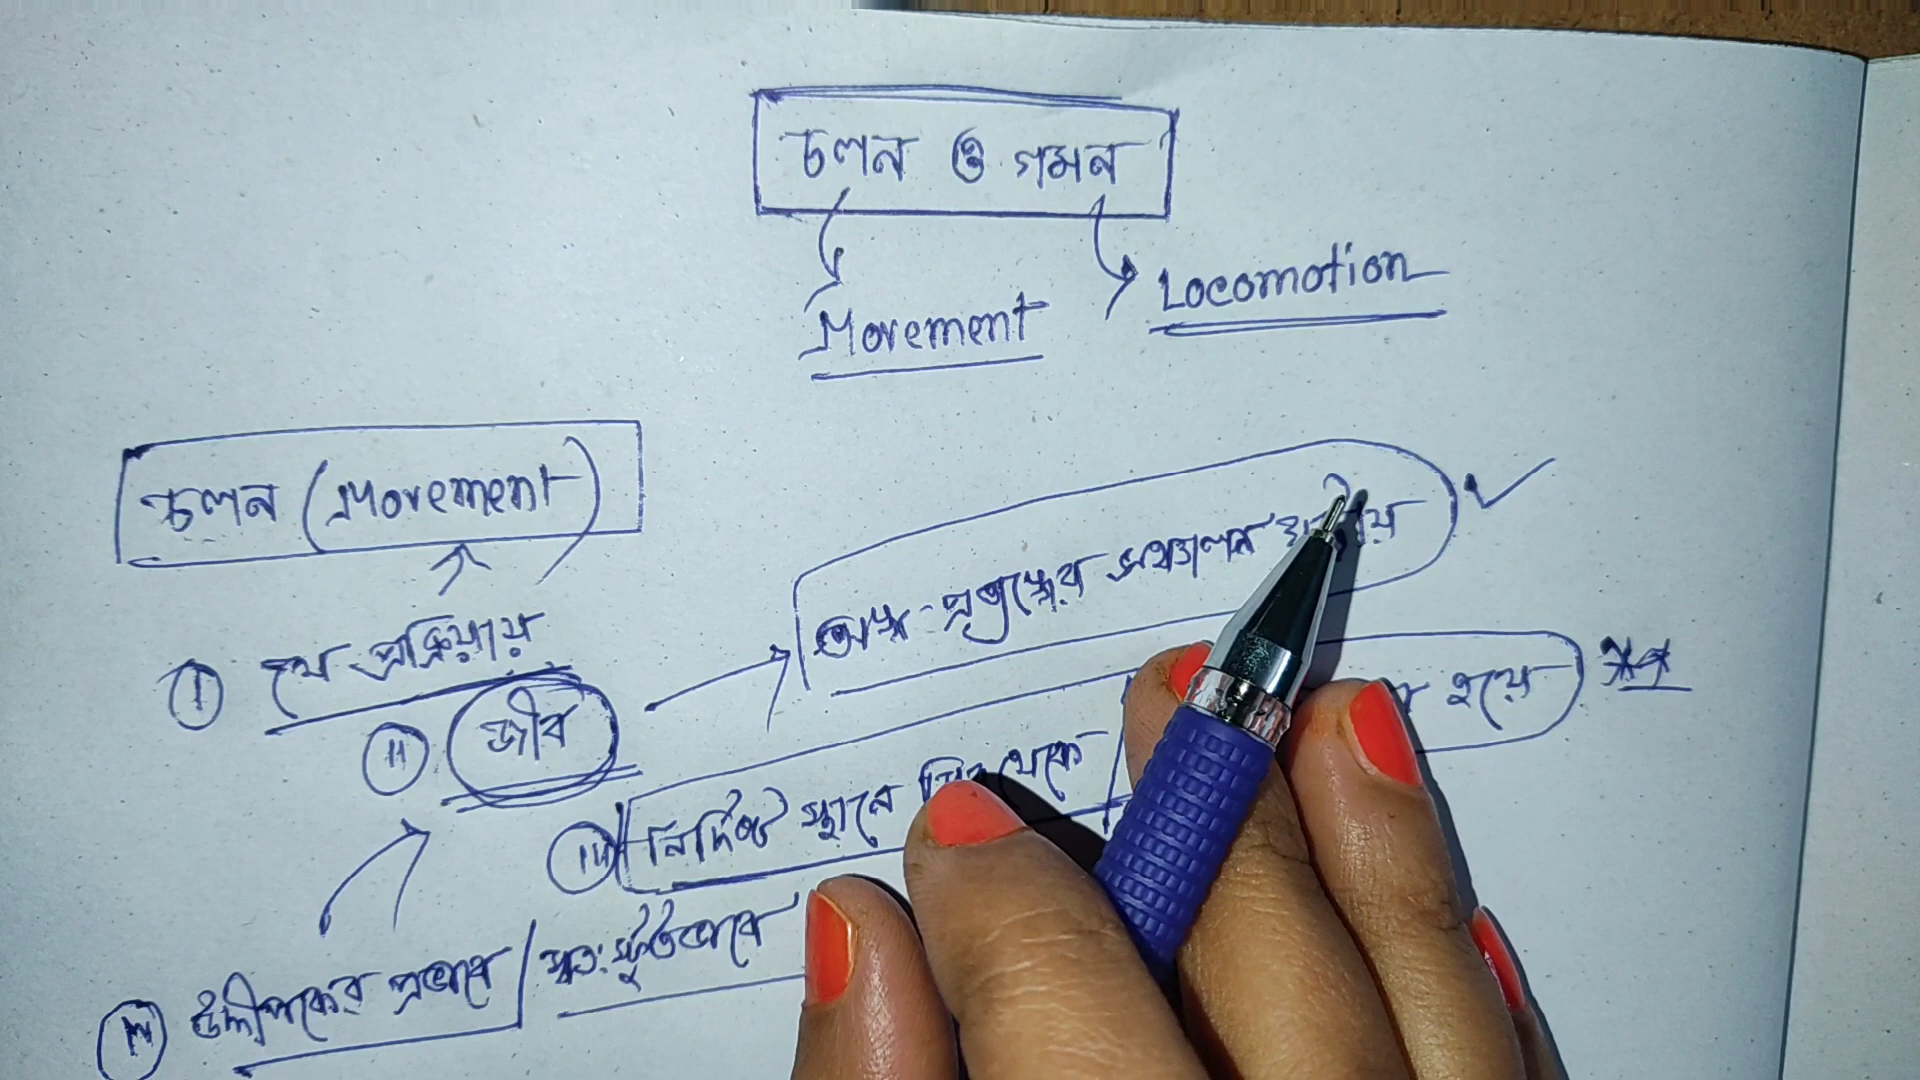 চলন ও গমন
Movement
Locomotion
চলন (Movement)
অঙ্গ-প্রত্যঙ্গের সঞ্চালন
I যে প্রক্রিয়ায়
হয়ে
II জীব
III নির্দিষ্ট স্থানে থেকে
IV উদ্দীপকের প্রভাবে / স্বতঃস্ফূর্তভাবে